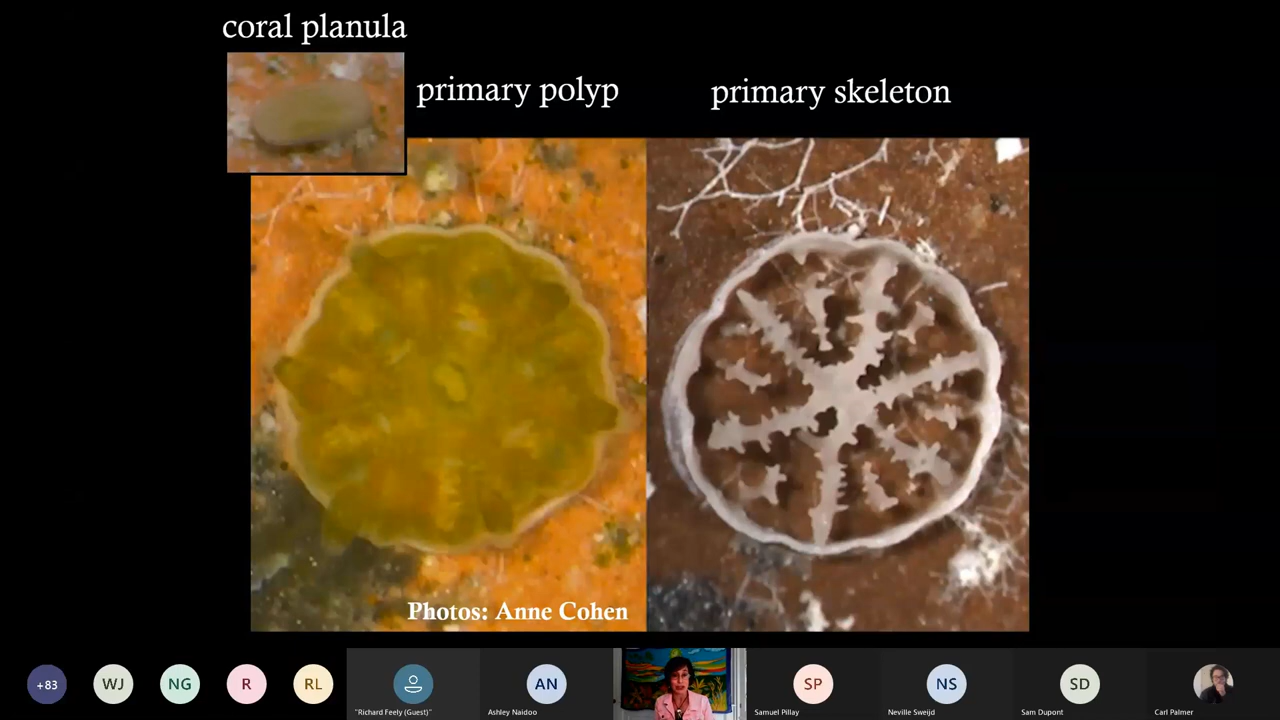 coral planula
primary polyp
primary skeleton
Photos: Anne Cohen
+83
WJ
NG
R
RL
AN
SP
NS
SD
"Richard Feely (Guest)"
Ashley Naidoo
Samuel Pillay
Neville Sweijd
Sam Dupont
Carl Palmer